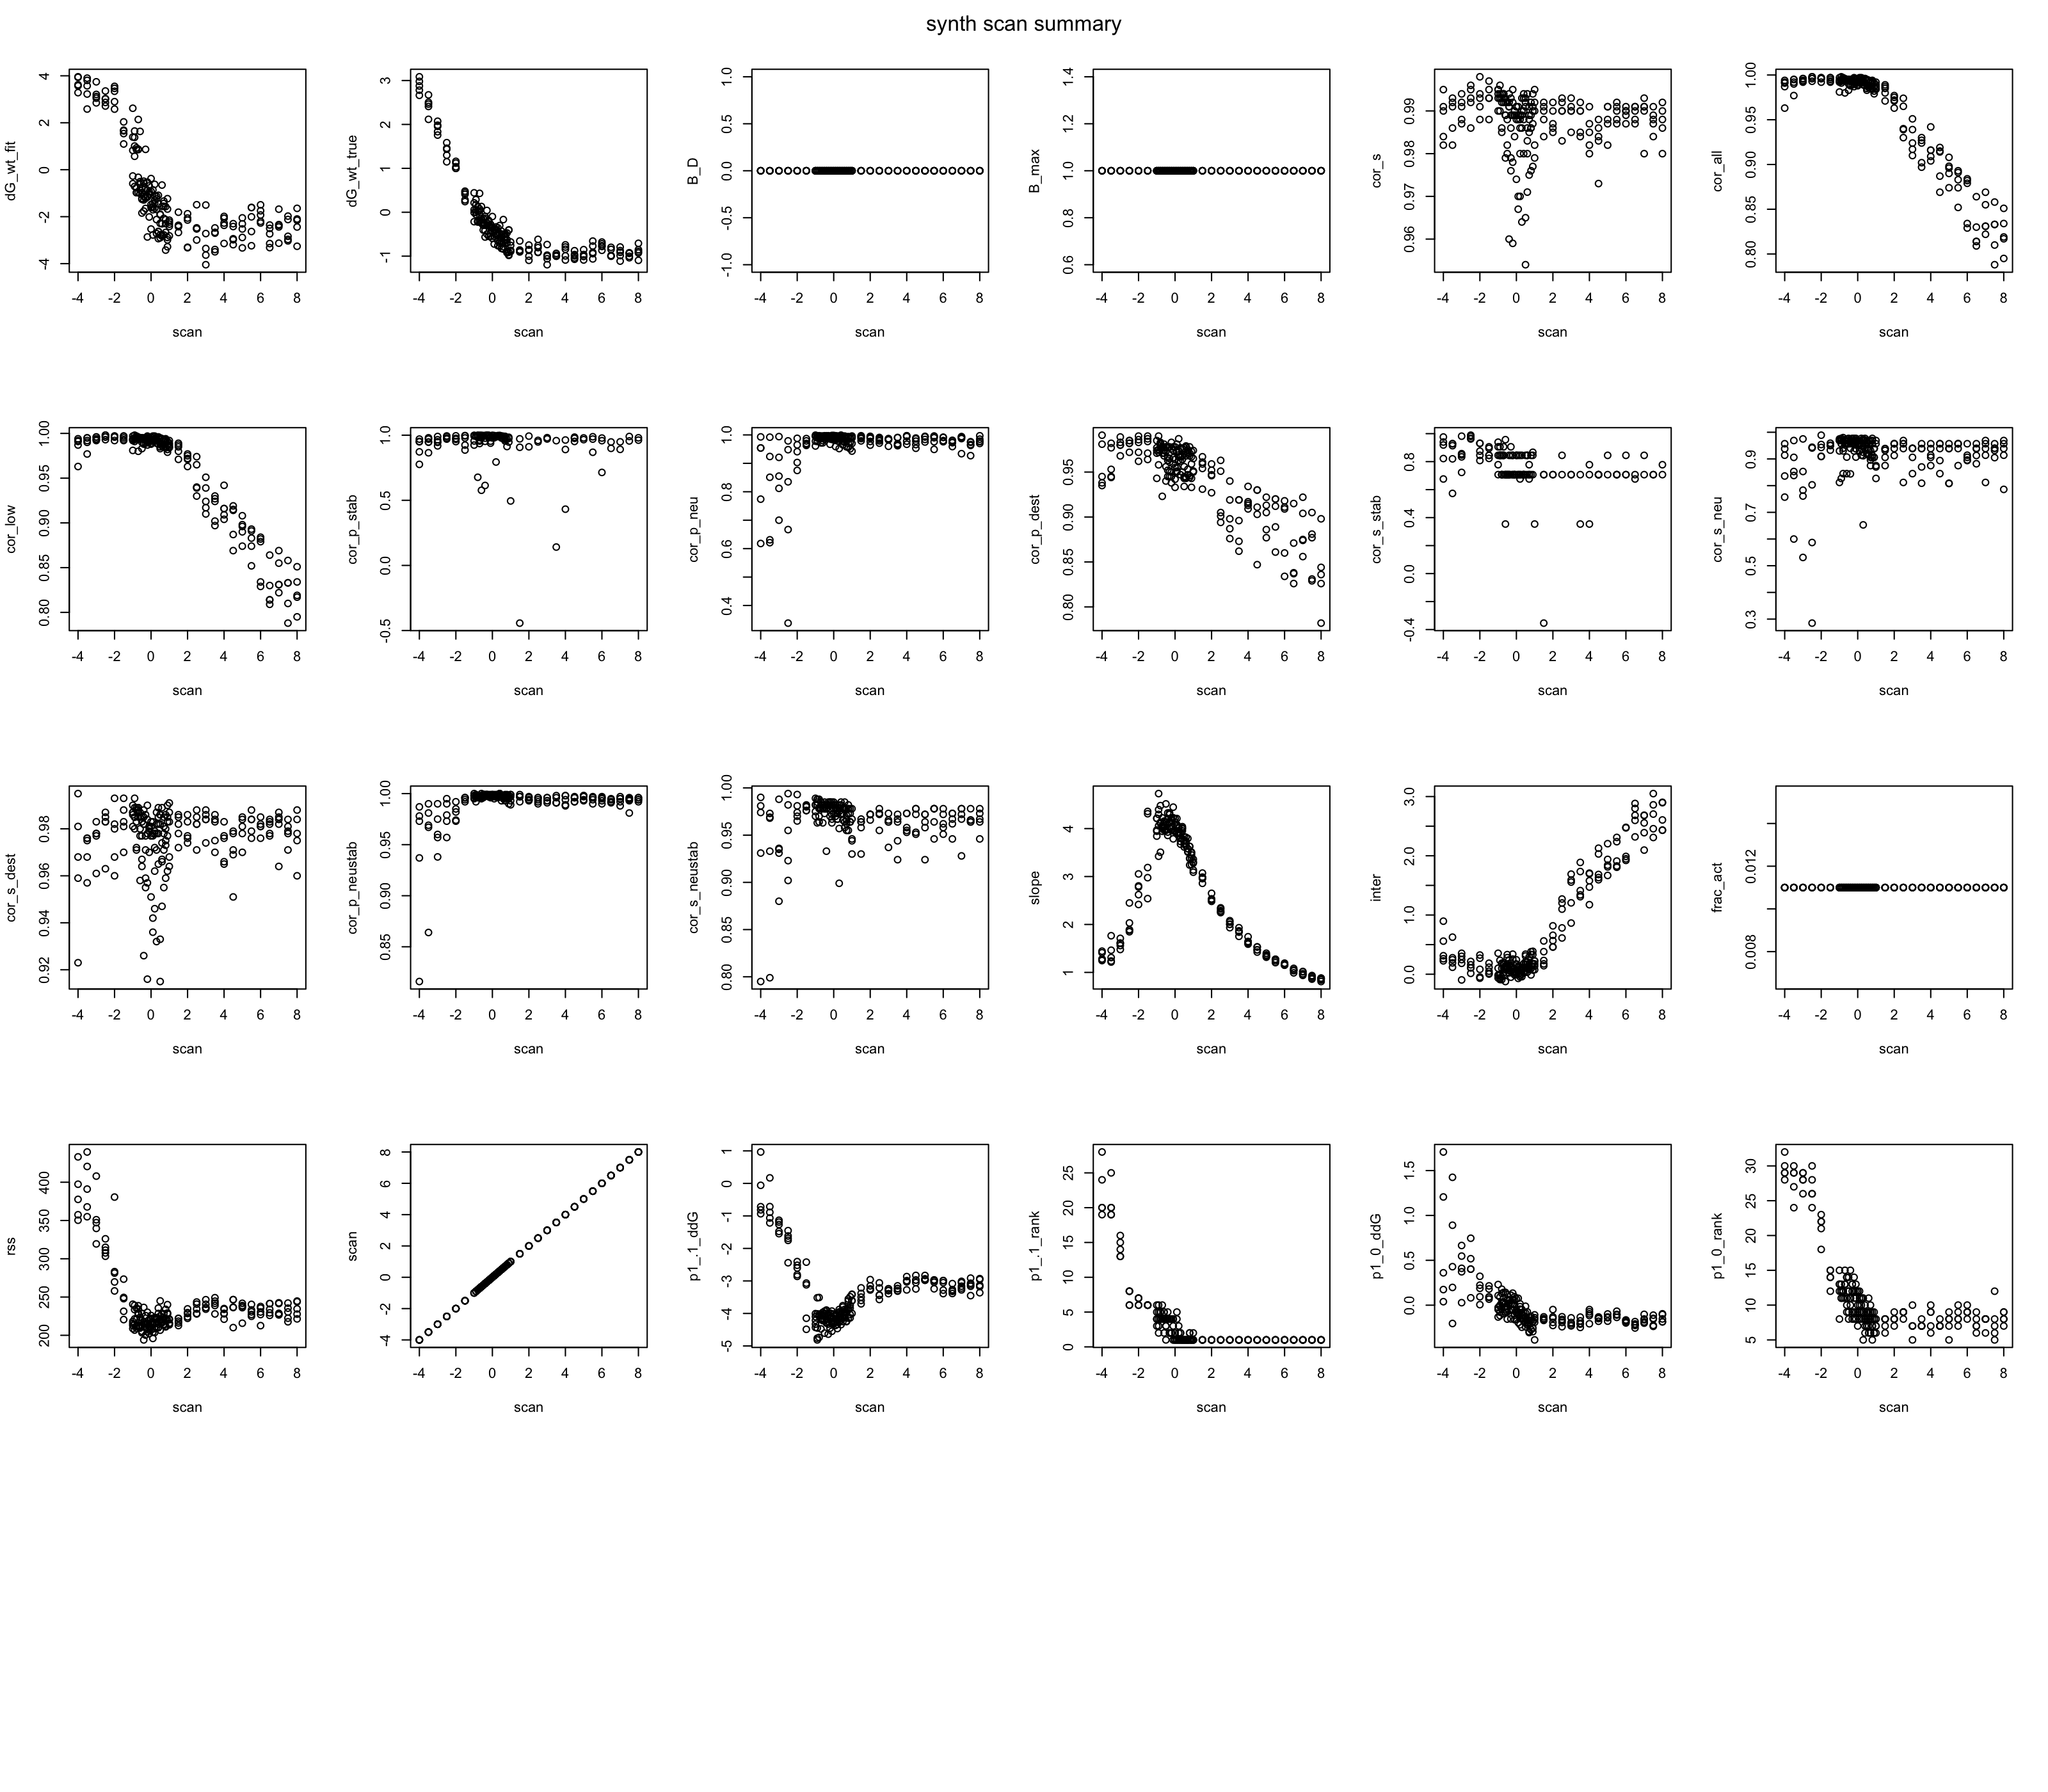 synth scan summary
dG_wt_fit
4
2
0
-2
-4
-4 -2 0 2 4 6 8
scan
dG_wt_true
3
2
1
0
-1
-4 -2 0 2 4 6 8
scan
B_D
1.0
0.5
0.0
-0.5
-1.0
-4 -2 0 2 4 6 8
scan
B_max
1.4
1.2
1.0
0.8
0.6
-4 -2 0 2 4 6 8
scan
cor_s
0.99
0.98
0.97
0.96
-4 -2 0 2 4 6 8
scan
cor_all
1.00
0.95
0.90
0.85
0.80
-4 -2 0 2 4 6 8
scan
cor_low
1.00
0.95
0.90
0.85
0.80
-4 -2 0 2 4 6 8
scan
cor_p_stab
1.0
0.5
0.0
-0.5
-4 -2 0 2 4 6 8
scan
cor_p_neu
1.0
0.8
0.6
0.4
-4 -2 0 2 4 6 8
scan
cor_p_dest
0.95
0.90
0.85
0.80
-4 -2 0 2 4 6 8
scan
cor_s_stab
0.8
0.4
0.0
-0.4
-4 -2 0 2 4 6 8
scan
cor_s_neu
0.9
0.7
0.5
0.3
-4 -2 0 2 4 6 8
scan
cor_s_dest
0.98
0.96
0.94
0.92
-4 -2 0 2 4 6 8
scan
cor_p_neustab
1.00
0.95
0.90
0.85
-4 -2 0 2 4 6 8
scan
cor_s_neustab
1.00
0.95
0.90
0.85
0.80
-4 -2 0 2 4 6 8
scan
slope
4
3
2
1
-4 -2 0 2 4 6 8
scan
inter
3.0
2.0
1.0
0.0
-4 -2 0 2 4 6 8
scan
frac_act
0.012
0.008
-4 -2 0 2 4 6 8
scan
rss
400
350
300
250
200
-4 -2 0 2 4 6 8
scan
scan
8
6
4
2
0
-2
-4
-4 -2 0 2 4 6 8
scan
p1_.1_ddG
1
0
-1
-2
-3
-4
-5
-4 -2 0 2 4 6 8
scan
p1_.1_rank
25
20
15
10
5
0
-4 -2 0 2 4 6 8
scan
p1_0_ddG
1.5
1.0
0.5
0.0
-4 -2 0 2 4 6 8
scan
p1_0_rank
30
25
20
15
10
5
-4 -2 0 2 4 6 8
scan